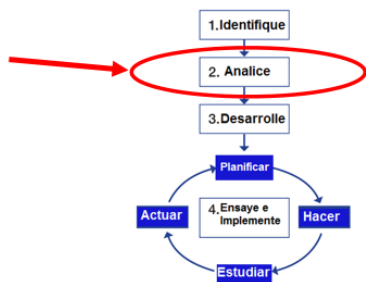 1.Identifique
2. Analice
3.Desarrolle
Planificar
Actuar
4. Ensaye e
Implemente
Hacer
Estudiar